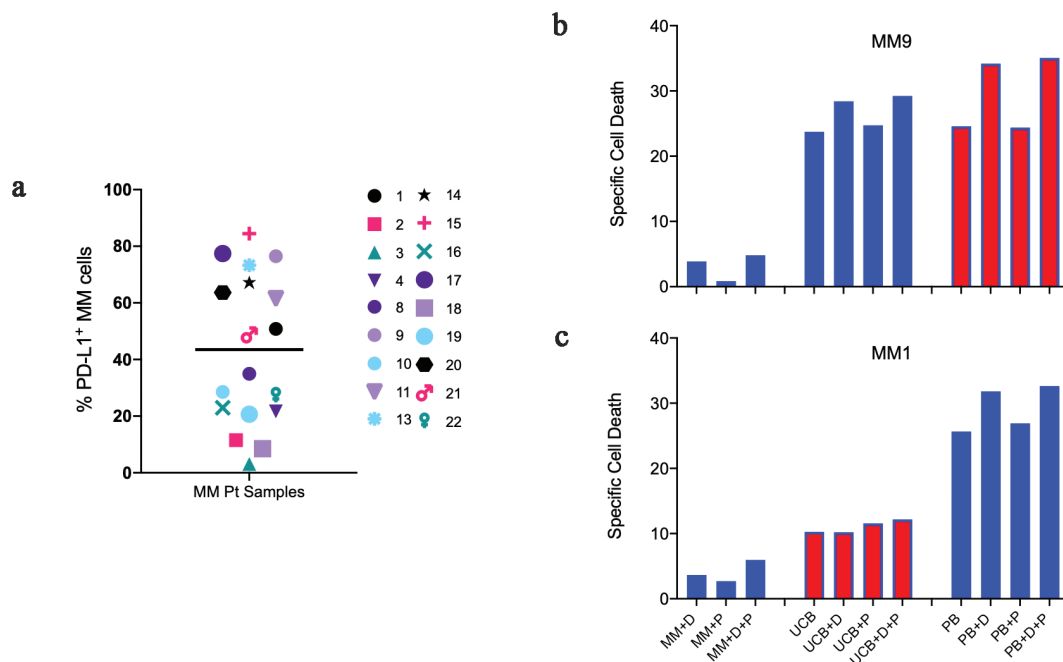 a
% PD-L1+ MM cells
100
80
60
40
20
0
MM Pt Samples
1 14
2 15
3 16
4 17
8 18
9 19
10 20
11 21
13 22
b
MM9
Specific Cell Death
40
30
20
10
0
c
MM1
Specific Cell Death
40
30
20
10
0
MM+D
MM+P
MM+D+P
UCB
UCB+D
UCB+P
UCB+D+P
PB
PB+D
PB+P
PB+D+P